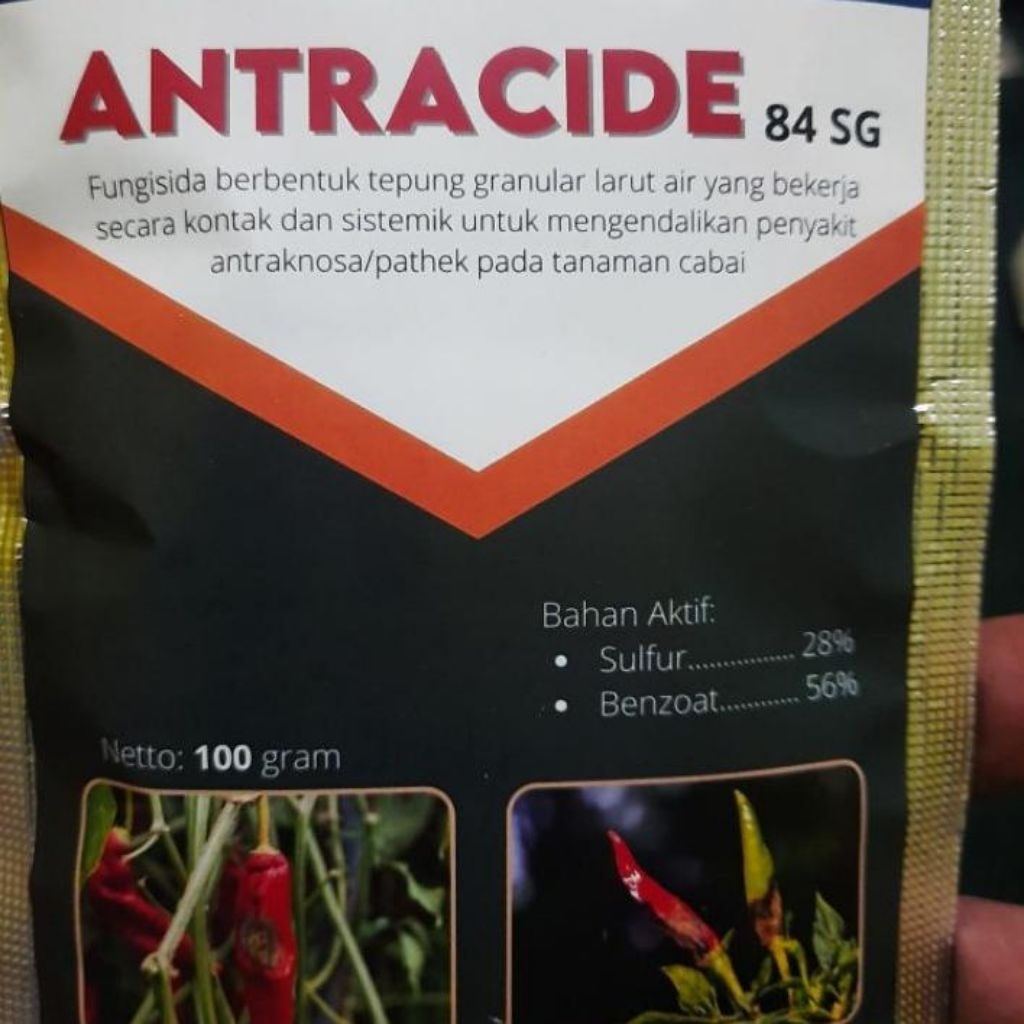 ANTRACIDE 84 SG
Fungisida berbentuk tepung granular larut air yang bekerja
secara kontak dan sistemik untuk mengendalikan penyakit
antraknosa/pathek pada tanaman cabai
Bahan Aktif:
• Sulfur................ 28%
• Benzoat............ 56%
Netto: 100 gram